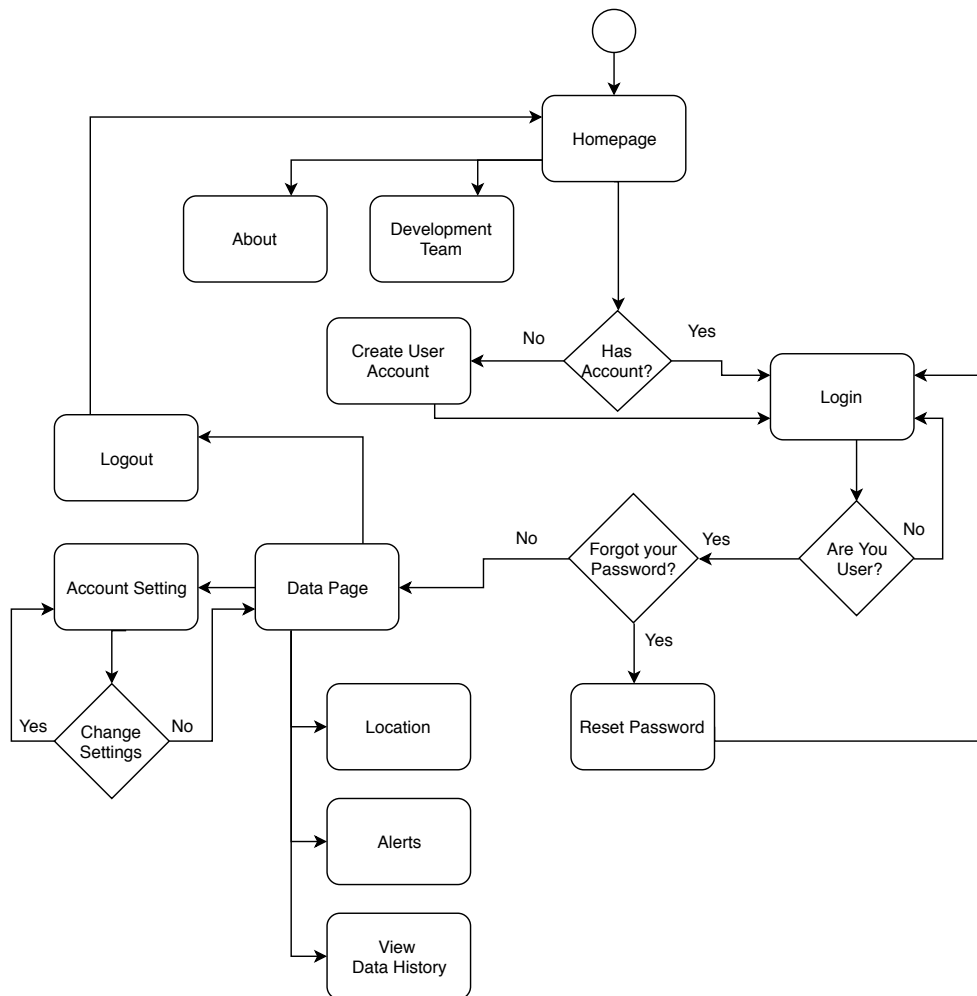 Homepage
About
Development
Team
No
Yes
Has
Account?
Create User
Account
Login
Logout
No
Forgot your
Password?
Yes
Are You
User?
No
Account Setting
Data Page
Yes
Yes
Change
Settings
No
Location
Reset Password
Alerts
View
Data History